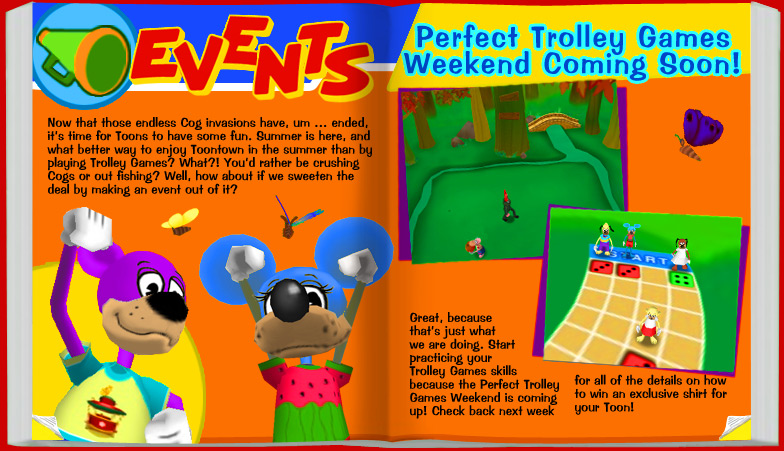 EVENTS
Now that those endless Cog invasions have, um ... ended,
it's time for Toons to have some fun. Summer is here, and
what better way to enjoy Toontown in the summer than by
playing Trolley Games? What?! You'd rather be crushing
Cogs or out fishing? Well, how about if we sweeten the
deal by making an event out of it?
Perfect Trolley Games
Weekend Coming Soon!
START
Great, because
that's just what
we are doing. Start
practicing your
Trolley Games skills
because the Perfect Trolley
Games Weekend is coming
up! Check back next week
for all of the details on how
to win an exclusive shirt for
your Toon!